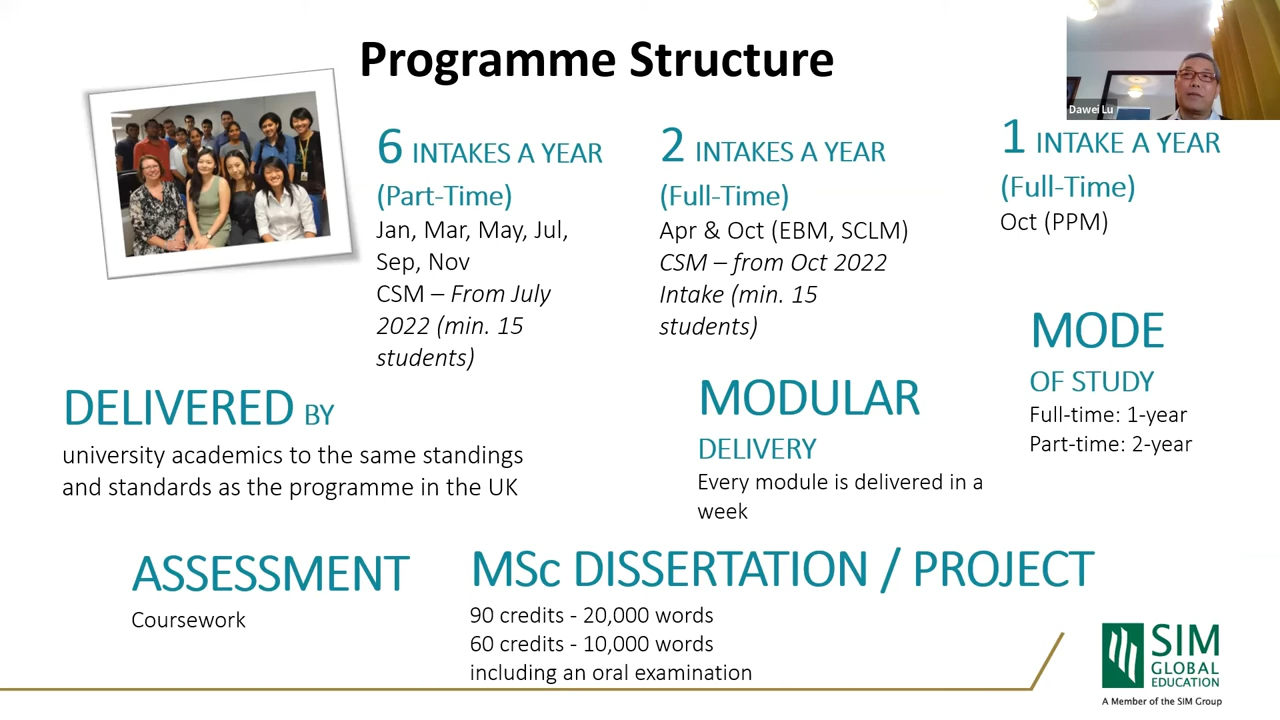 Programme Structure
Dawei Lu
6 INTAKES A YEAR
(Part-Time)
Jan, Mar, May, Jul,
Sep, Nov
CSM – From July
2022 (min. 15
students)
2 INTAKES A YEAR
(Full-Time)
Apr & Oct (EBM, SCLM)
CSM – from Oct 2022
Intake (min. 15
students)
1 INTAKE A YEAR
(Full-Time)
Oct (PPM)
MODE
OF STUDY
Full-time: 1-year
Part-time: 2-year
DELIVERED BY
university academics to the same standings
and standards as the programme in the UK
MODULAR
DELIVERY
Every module is delivered in a
week
ASSESSMENT
Coursework
MSc DISSERTATION / PROJECT
90 credits - 20,000 words
60 credits - 10,000 words
including an oral examination
SIM
GLOBAL
EDUCATION
A Member of the SIM Group